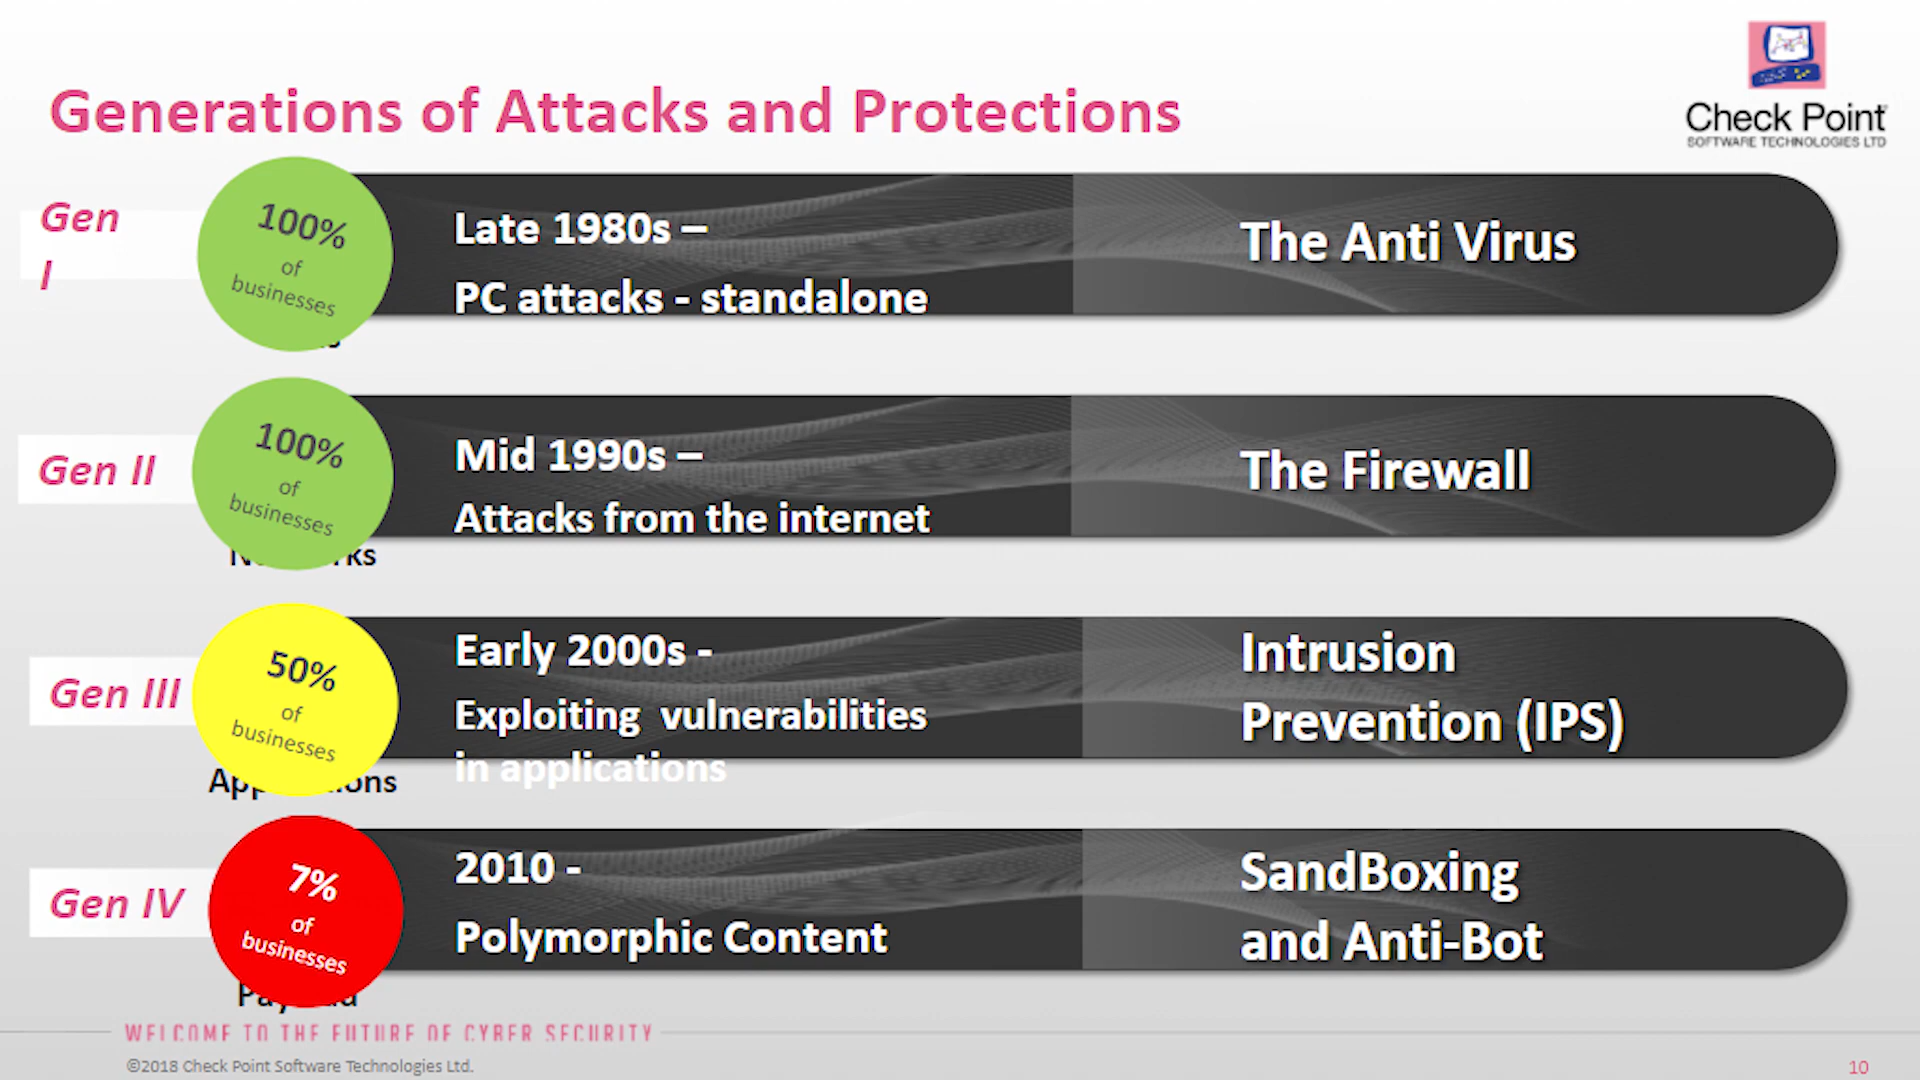 Generations of Attacks and Protections
Check Point
SOFTWARE TECHNOLOGIES LTD
Gen
I
100%
of
businesses
Late 1980s –
PC attacks - standalone
The Anti Virus
Gen II
100%
of
businesses
Mid 1990s –
Attacks from the internet
The Firewall
Gen III
50%
of
businesses
Early 2000s -
Exploiting vulnerabilities
in applications
Intrusion
Prevention (IPS)
Gen IV
7%
of
businesses
2010 -
Polymorphic Content
SandBoxing
and Anti-Bot
WELCOME TO THE FUTURE OF CYBER SECURITY
©2018 Check Point Software Technologies Ltd.
10